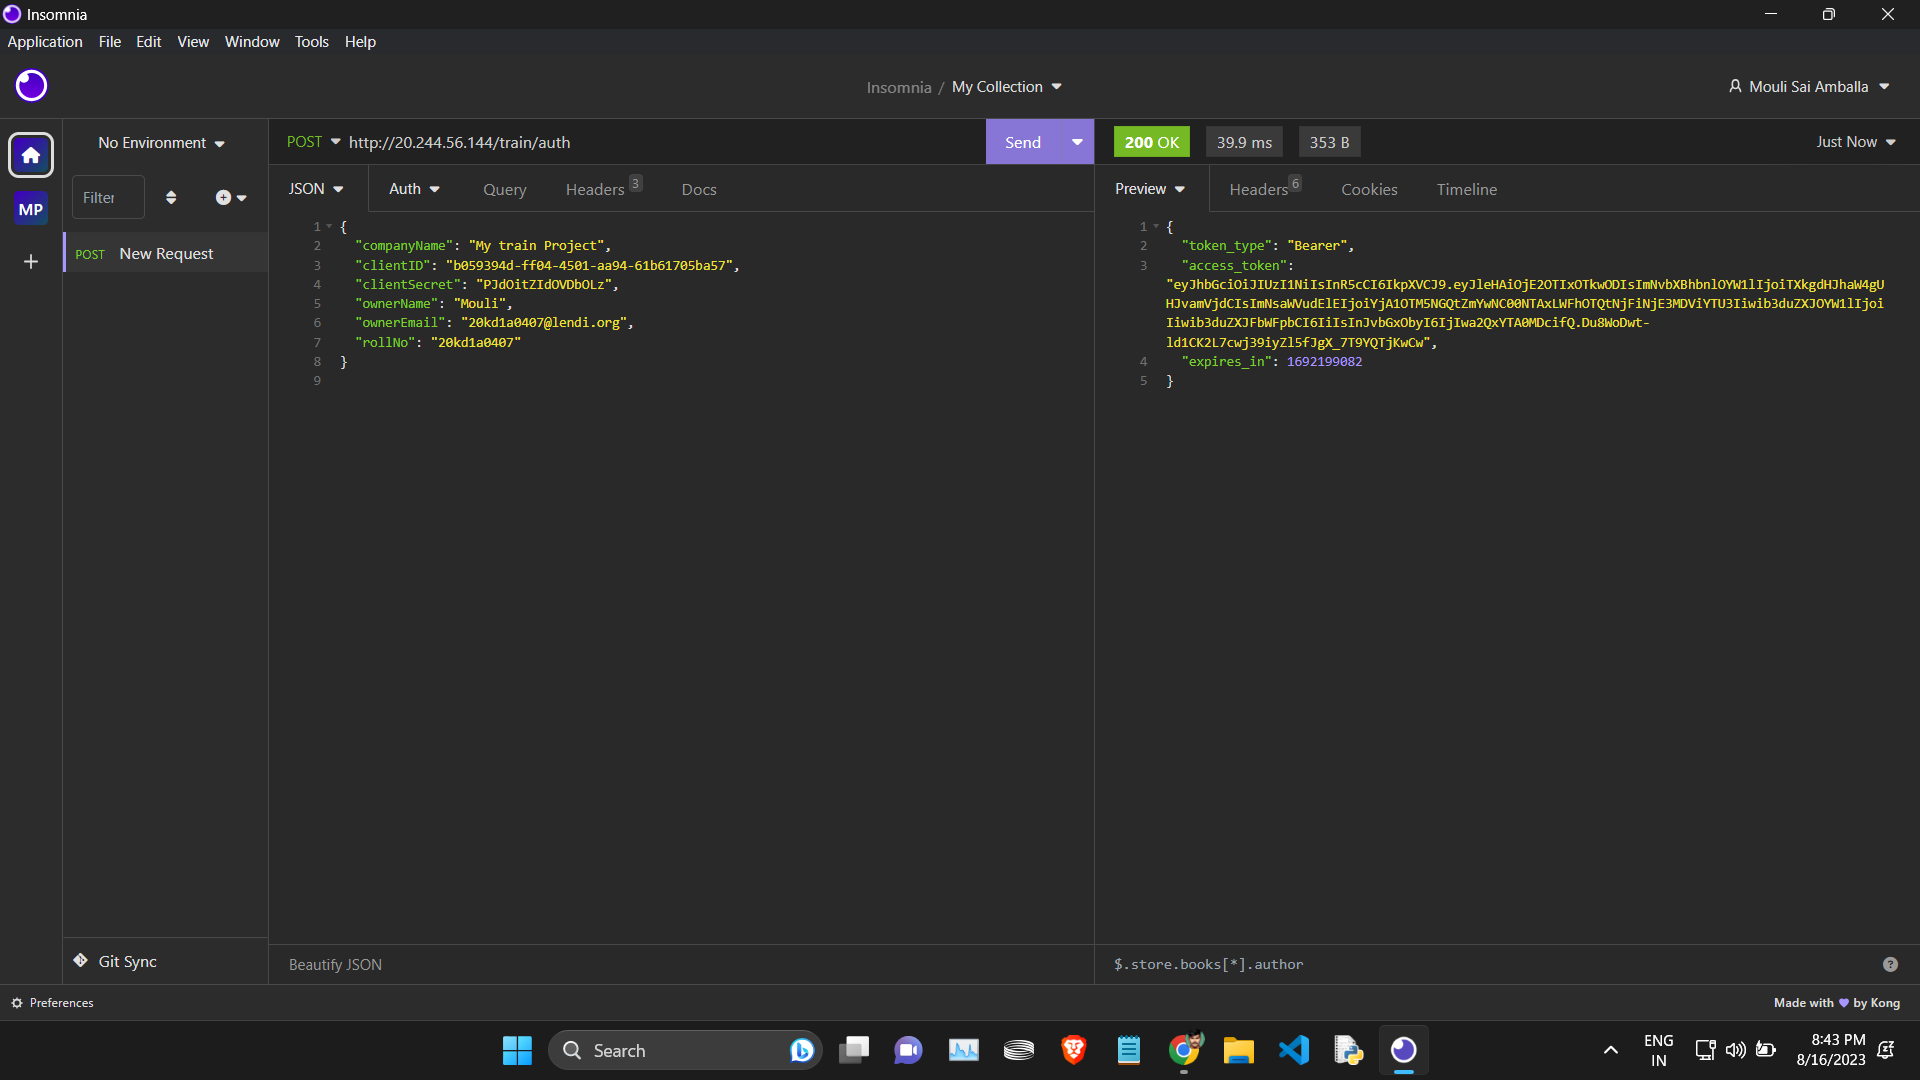 Insomnia
Application File Edit View Window Tools Help
Insomnia / My Collection
Mouli Sai Amballa
No Environment
POST http://20.244.56.144/train/auth
Send
200 OK 39.9 ms 353 B
Just Now
MP
Filter
POST New Request
JSON Auth Query Headers 3 Docs
1 {
2 "companyName": "My train Project",
3 "clientID": "b059394d-ff04-4501-aa94-61b61705ba57",
4 "clientSecret": "PJdOitZIdOVDbOLz",
5 "ownerName": "Mouli",
6 "ownerEmail": "20kd1a0407@lendi.org",
7 "rollNo": "20kd1a0407"
8 }
9
Preview Headers 6 Cookies Timeline
1 {
2 "token_type": "Bearer",
3 "access_token":
"eyJhbGciOiJIUzI1NiIsInR5cCI6IkpXVCJ9.eyJleHAiOjE2OTIxOTkwODIsImNvbXBhbnlOYW1lIjoiTXkgdHJhaW4gU
HJvamVjdCIsImNsaWVudElEIjoiYjA1OTM5NGQtZmYwNC00NTAxLWFhOTQtNjFiNjE3MDViYTU3Iiwib3duZXJOYW1lIjoi
Iiwib3duZXJFbWFpbCI6IiIsInJvbGxObyI6IjIwa2QxYTA0MDcifQ.Du8WoDwt-
ld1CK2L7cwj39iyZl5fJgX_7T9YQTjKwCw",
4 "expires_in": 1692199082
5 }
Git Sync
Beautify JSON
$.store.books[*].author
Preferences
Made with by Kong
Search
ENG
IN
8:43 PM
8/16/2023